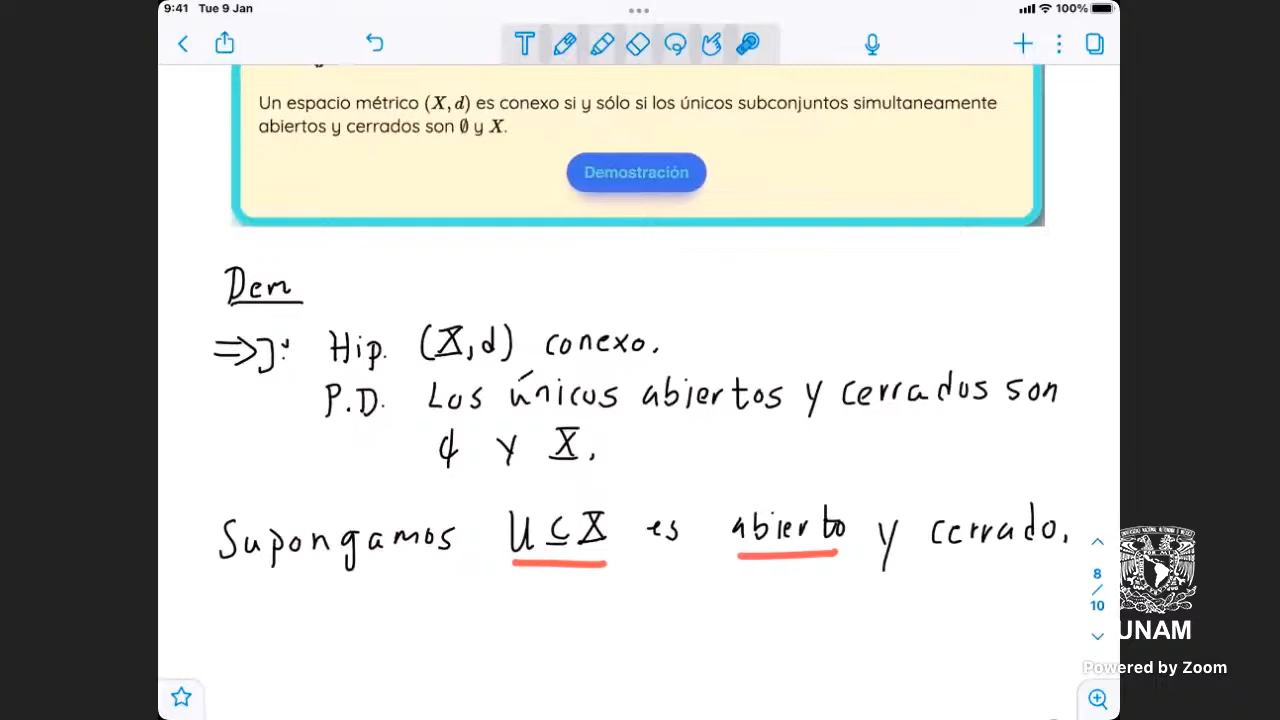 9:41 Tue 9 Jan 100%
Un espacio métrico (X, d) es conexo si y sólo si los únicos subconjuntos simultaneamente
abiertos y cerrados son ∅ y X.
Demostración
Dem
⇒]: Hip. (X,d) conexo.
P.D. Los únicos abiertos y cerrados son
∅ y X.
Supongamos U⊆X es abierto y cerrado.
8
/
10
UNAM
Powered by Zoom